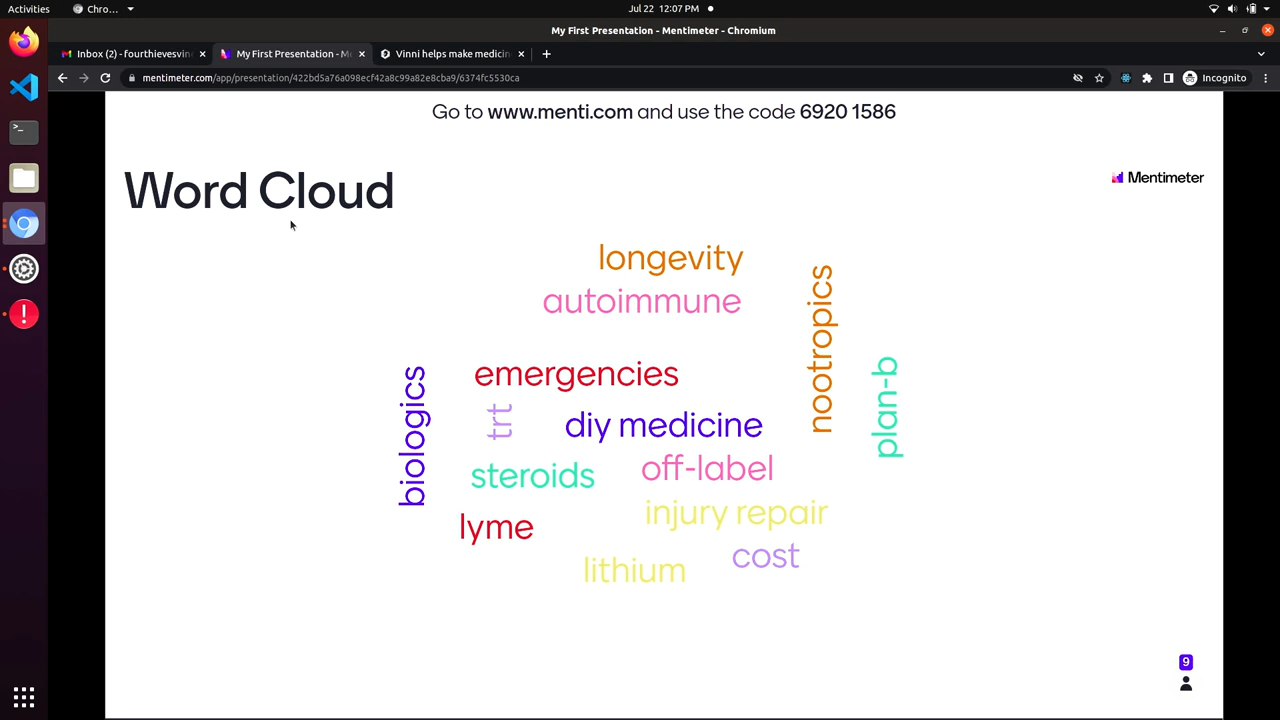 Activities
Chro...
Jul 22 12:07 PM
My First Presentation - Mentimeter - Chromium
Inbox (2) - fourthievesvin
My First Presentation - Me
Vinni helps make medicin
mentimeter.com/app/presentation/422bd5a76a098ecf42a8c99a82e8cba9/6374fc5530ca
Incognito
Go to www.menti.com and use the code 6920 1586
Word Cloud
Mentimeter
longevity
autoimmune
nootropics
plan-b
emergencies
biologics
trt
diy medicine
steroids
off-label
injury repair
lyme
cost
lithium
9